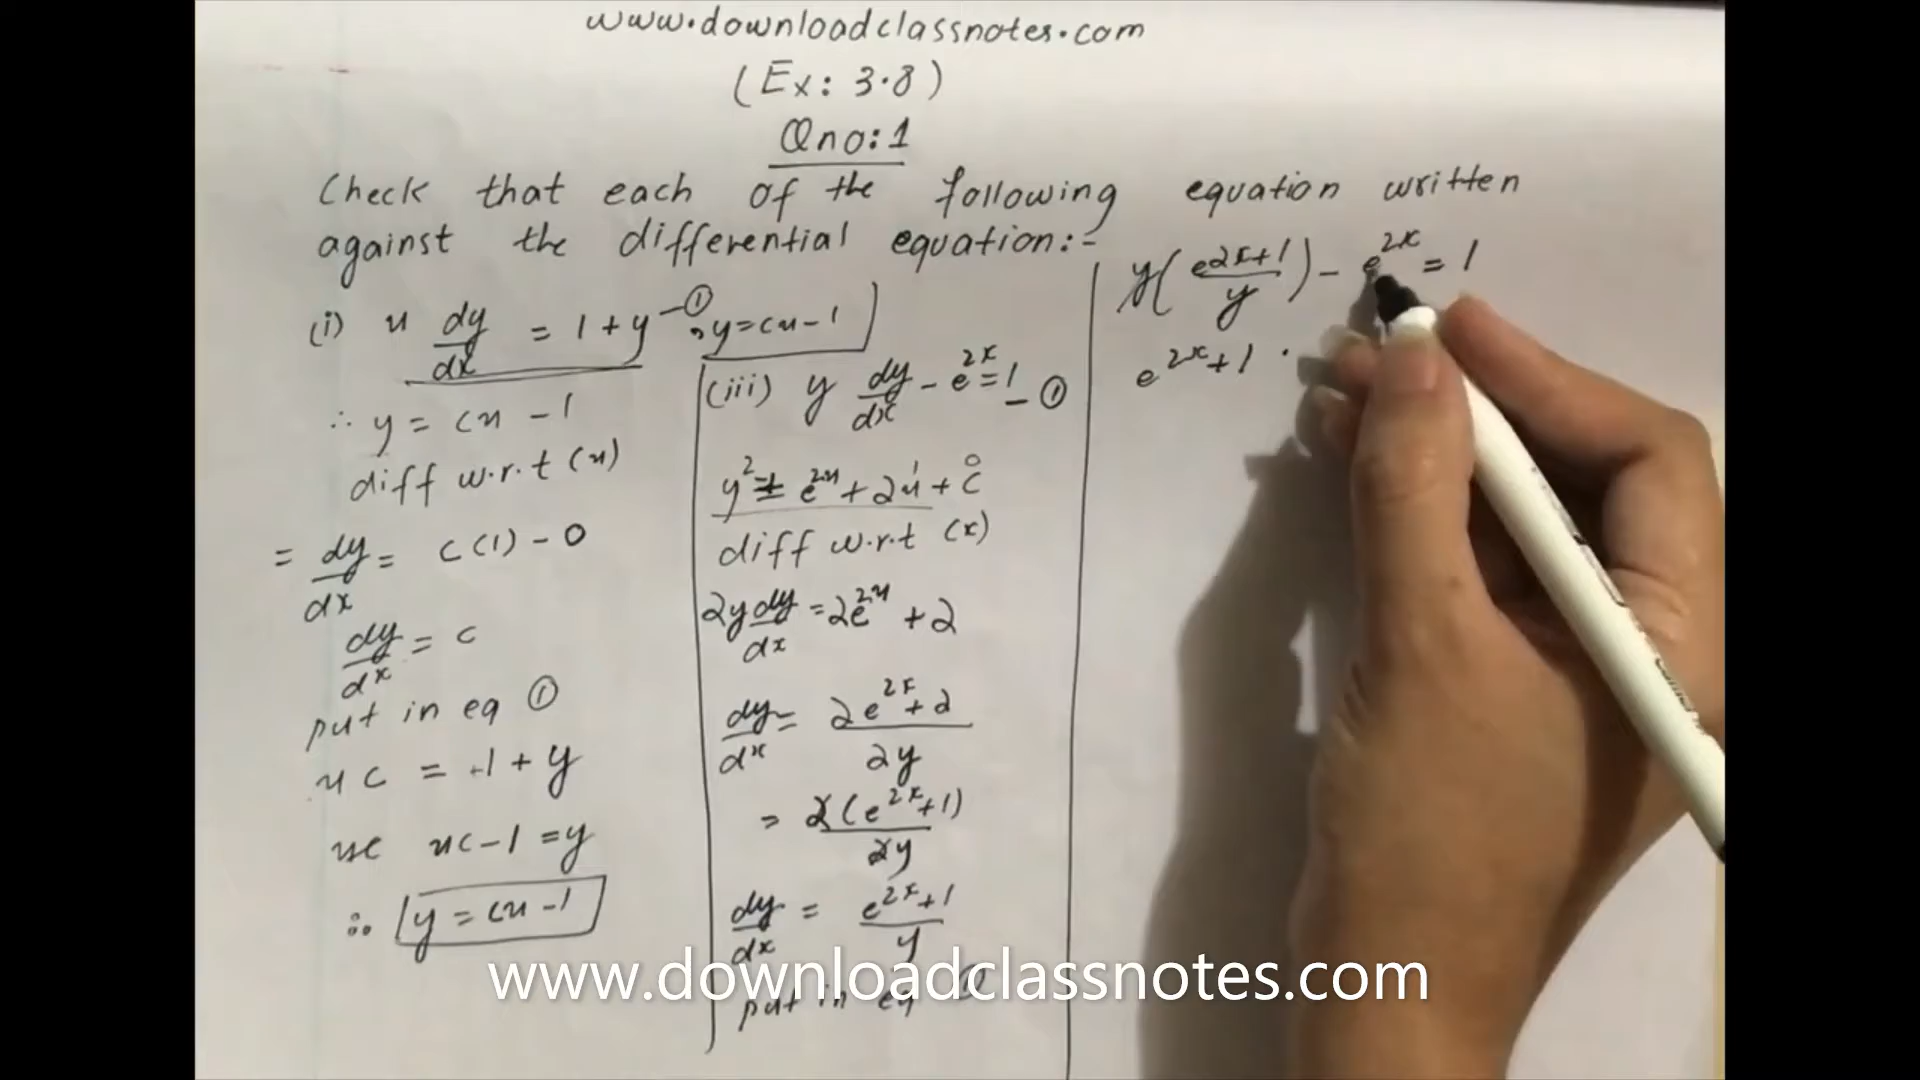 www.downloadclassnotes.com
(Ex: 3.8)
Qno:1
Check that each of the following equation written
against the differential equation:-
(i) x dy/dx = 1 + y —①, y = cx - 1
∴ y = cx - 1
diff w.r.t (x)
= dy/dx = c(1) - 0
dy/dx = c
put in eq ①
xc = 1 + y
xc - 1 = y
∴ y = cx - 1
(iii) y dy/dx - e^2x = 1 - ①
y^2 = e^2x + 2x + c
diff w.r.t (x)
2y dy/dx = 2e^2x + 2
dy/dx = 2e^2x + 2 / 2y
= 2(e^2x + 1) / 2y
dy/dx = e^2x + 1 / y
put in eq ①
y(e^2x + 1 / y) - e^2x = 1
e^2x + 1
www.downloadclassnotes.com